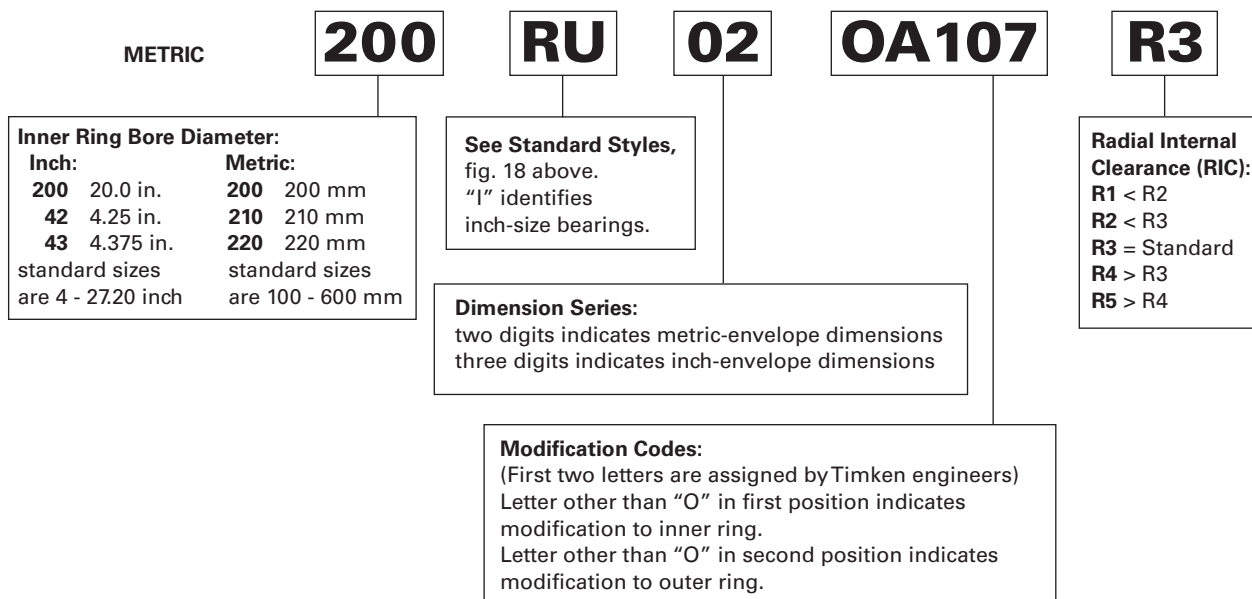 METRIC
200 RU 02 OA107 R3
Inner Ring Bore Diameter:
Inch: Metric:
200 20.0 in. 200 200 mm
42 4.25 in. 210 210 mm
43 4.375 in. 220 220 mm
standard sizes standard sizes
are 4 - 27.20 inch are 100 - 600 mm
See Standard Styles,
fig. 18 above.
“I” identifies
inch-size bearings.
Radial Internal
Clearance (RIC):
R1 < R2
R2 < R3
R3 = Standard
R4 > R3
R5 > R4
Dimension Series:
two digits indicates metric-envelope dimensions
three digits indicates inch-envelope dimensions
Modification Codes:
(First two letters are assigned by Timken engineers)
Letter other than “O” in first position indicates
modification to inner ring.
Letter other than “O” in second position indicates
modification to outer ring.